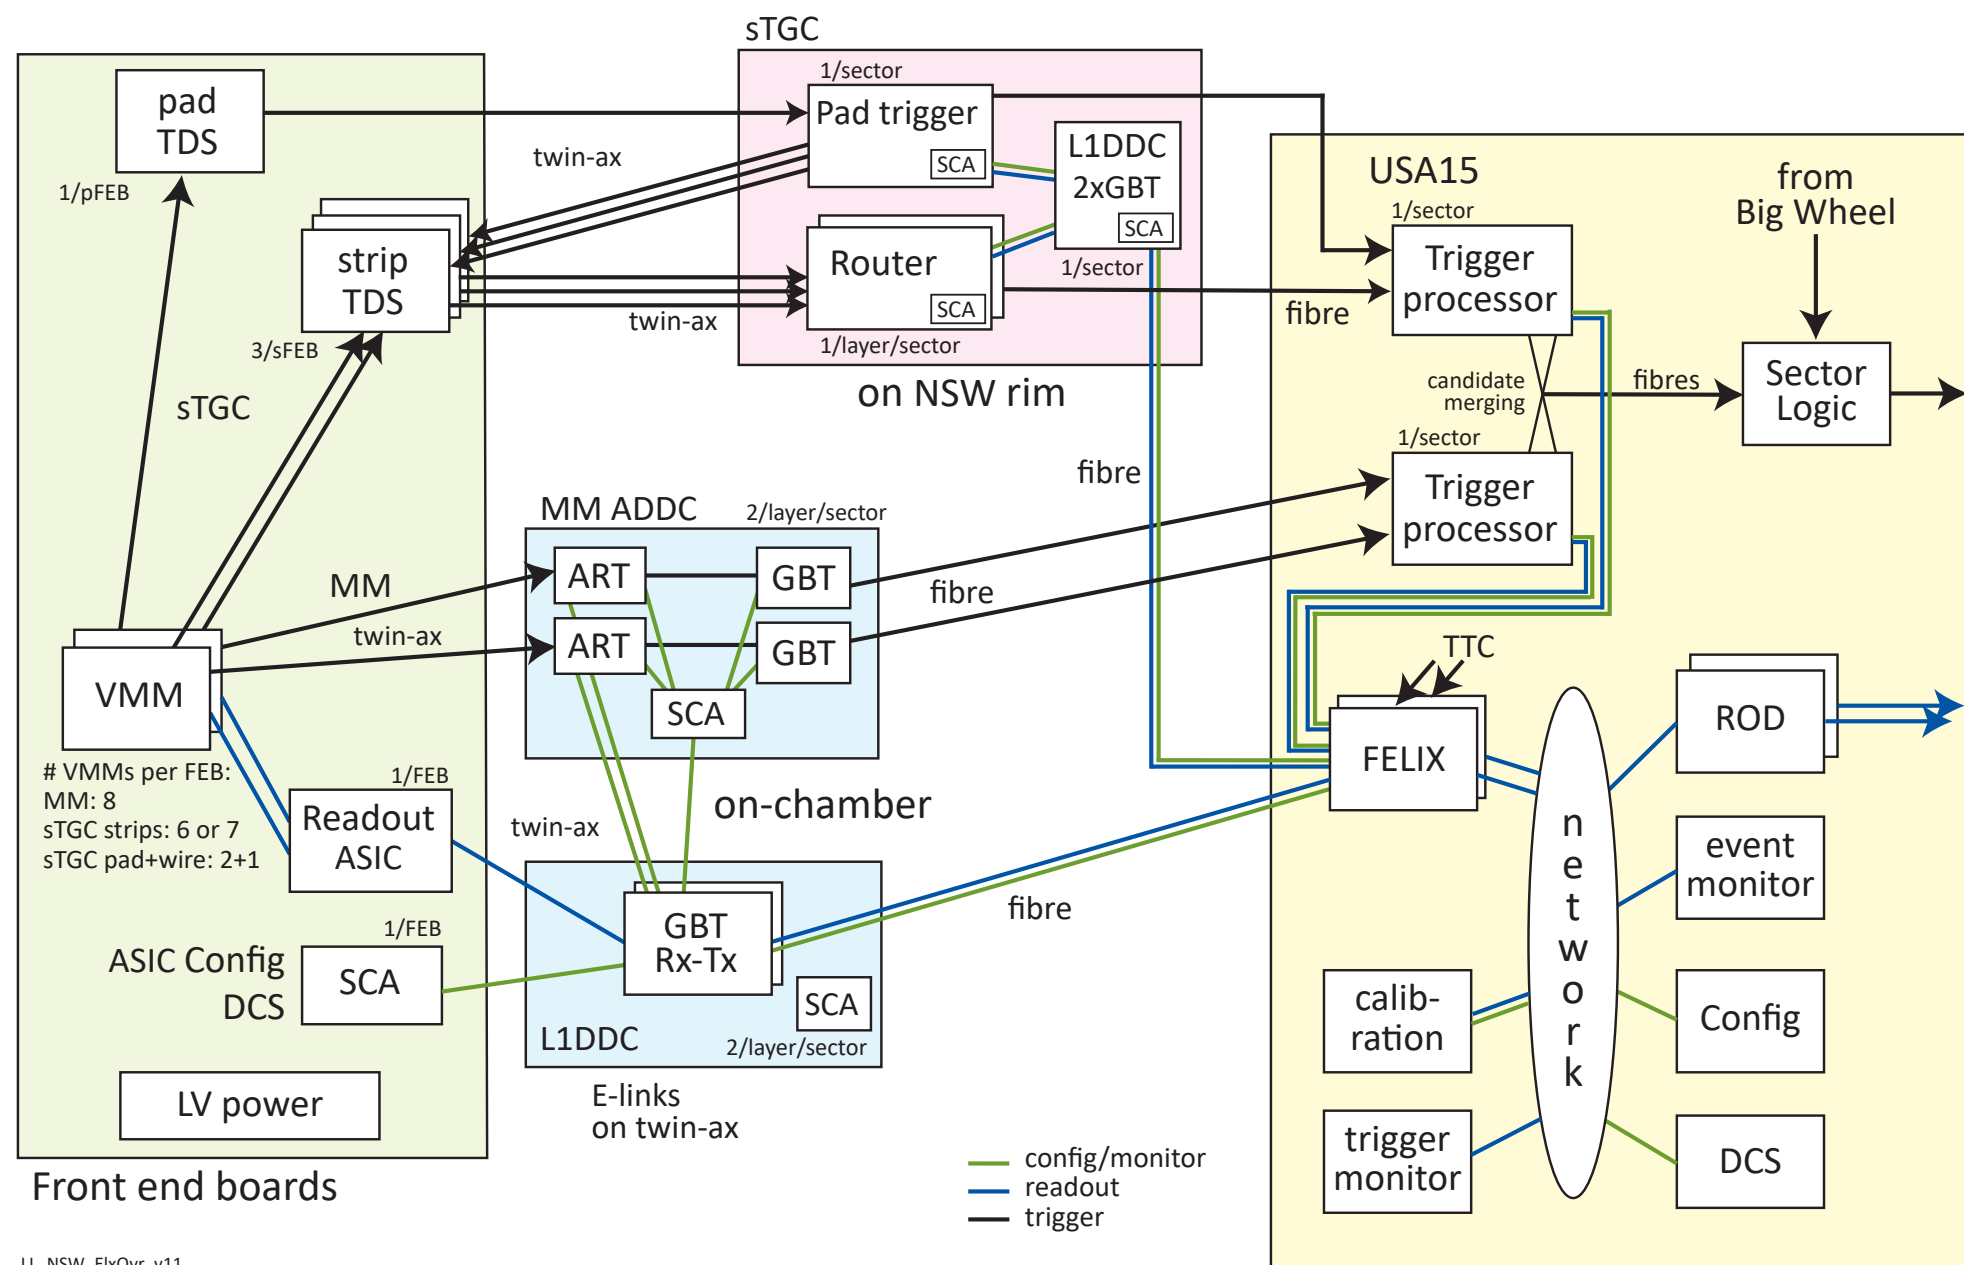 sTGC
pad
TDS
1/pFEB
twin-ax
strip
TDS
3/sFEB
sTGC
twin-ax
1/sector
Pad trigger
SCA
L1DDC
2xGBT
SCA
1/sector
Router
SCA
1/layer/sector
on NSW rim
USA15
1/sector
Trigger
processor
from
Big Wheel
fibre
candidate
merging
fibres
Sector
Logic
1/sector
Trigger
processor
fibre
MM ADDC
2/layer/sector
ART
GBT
ART
GBT
SCA
MM
twin-ax
fibre
VMM
# VMMs per FEB:
MM: 8
sTGC strips: 6 or 7
sTGC pad+wire: 2+1
1/FEB
Readout
ASIC
twin-ax
on-chamber
1/FEB
ASIC Config
DCS
SCA
GBT
Rx-Tx
SCA
L1DDC
2/layer/sector
fibre
LV power
E-links
on twin-ax
Front end boards
TTC
FELIX
network
ROD
event
monitor
calib-
ration
Config
trigger
monitor
DCS
config/monitor
readout
trigger